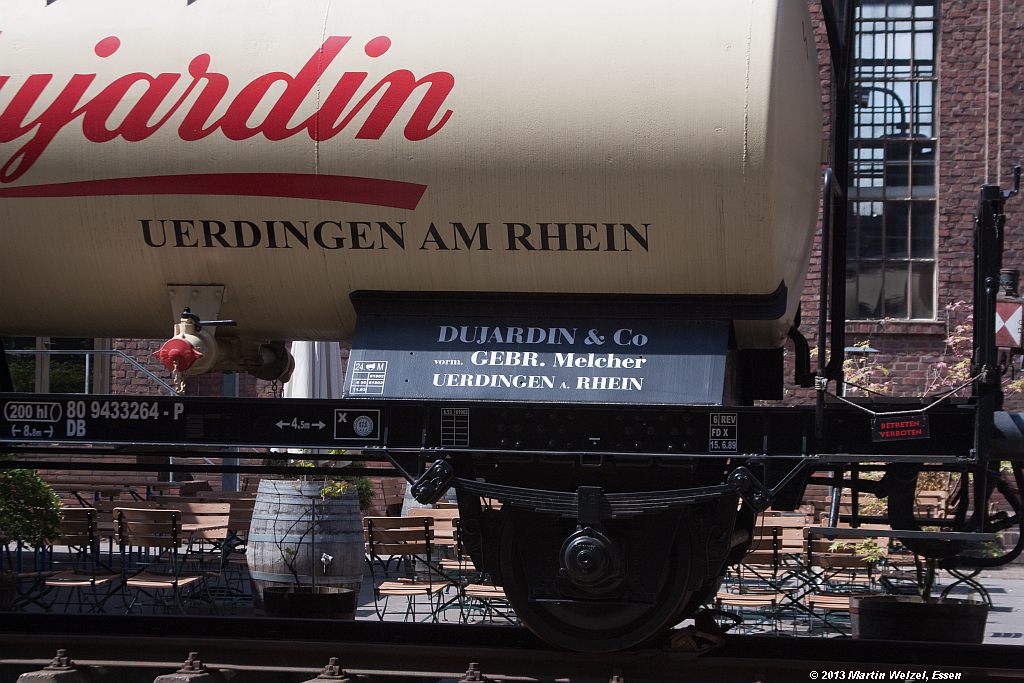 ujardin
UERDINGEN AM RHEIN
DUJARDIN & Co
vorm. GEBR. Melcher
UERDINGEN A. RHEIN
24 M
200 hl 80 9433264 - P
8.8m DB
4,5m
X
6 REV
FD X
15.6.89
BETRETEN
VERBOTEN
© 2013 Martin Welzel, Essen